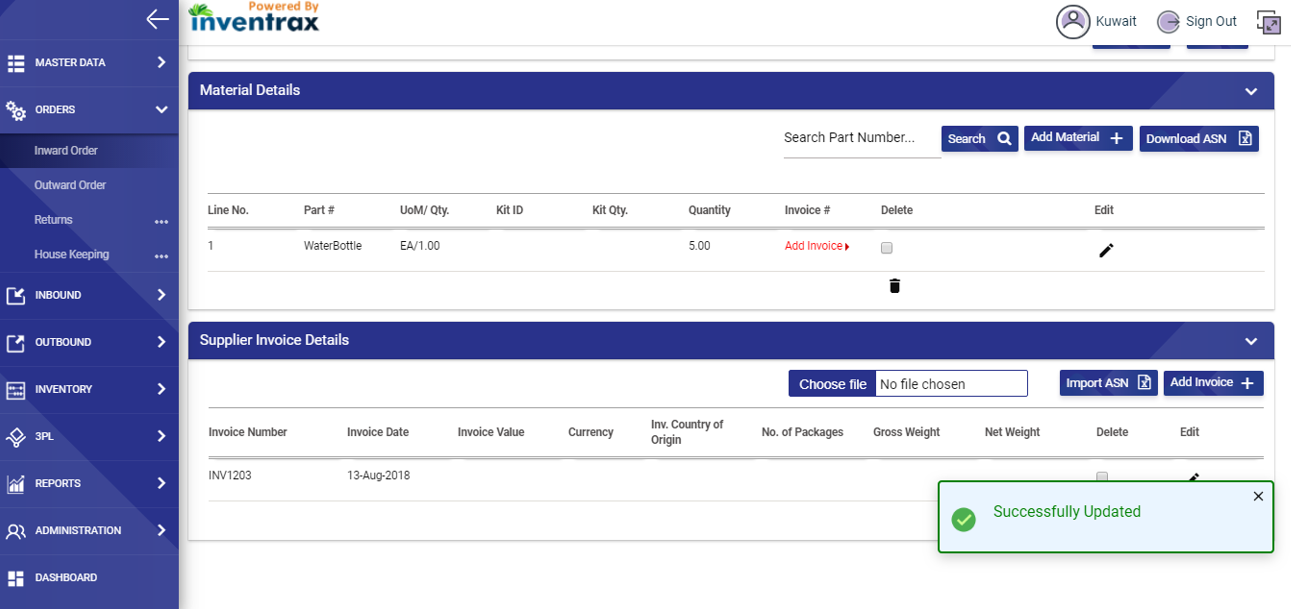 Powered By
inventrax
Kuwait
Sign Out
MASTER DATA
ORDERS
Inward Order
Outward Order
Returns
House Keeping
INBOUND
OUTBOUND
INVENTORY
3PL
REPORTS
ADMINISTRATION
DASHBOARD
Material Details
Search Part Number... Search Add Material + Download ASN
Line No. Part # UoM/ Qty. Kit ID Kit Qty. Quantity Invoice # Delete Edit
1 WaterBottle EA/1.00 5.00 Add Invoice
Supplier Invoice Details
Choose file No file chosen Import ASN Add Invoice +
Invoice Number Invoice Date Invoice Value Currency Inv. Country of Origin No. of Packages Gross Weight Net Weight Delete Edit
INV1203 13-Aug-2018
Successfully Updated